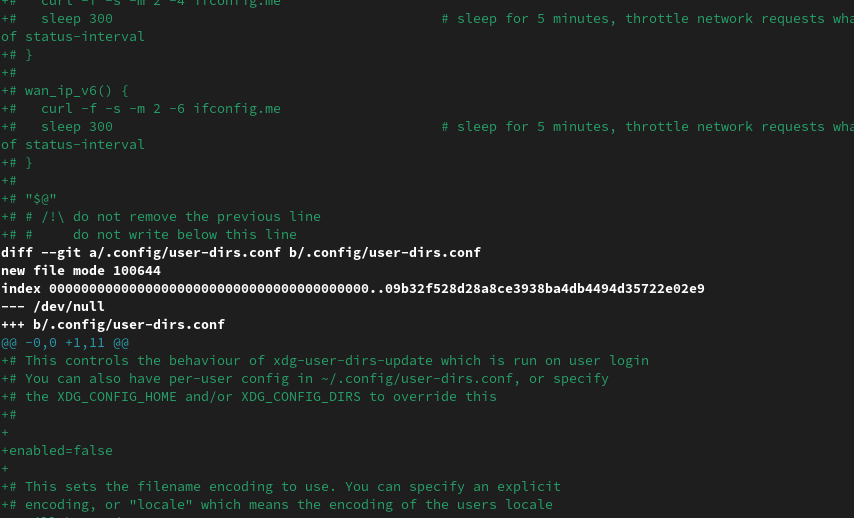 +#   curl -f -s -m 2 -4 ifconfig.me
+#   sleep 300                                         # sleep for 5 minutes, throttle network requests wha
of status-interval
+# }
+#
+# wan_ip_v6() {
+#   curl -f -s -m 2 -6 ifconfig.me
+#   sleep 300                                         # sleep for 5 minutes, throttle network requests wha
of status-interval
+# }
+#
+# "$@"
+# # /!\ do not remove the previous line
+# #     do not write below this line
diff --git a/.config/user-dirs.conf b/.config/user-dirs.conf
new file mode 100644
index 0000000000000000000000000000000000000000..09b32f528d28a8ce3938ba4db4494d35722e02e9
--- /dev/null
+++ b/.config/user-dirs.conf
@@ -0,0 +1,11 @@
+# This controls the behaviour of xdg-user-dirs-update which is run on user login
+# You can also have per-user config in ~/.config/user-dirs.conf, or specify
+# the XDG_CONFIG_HOME and/or XDG_CONFIG_DIRS to override this
+#
+
+enabled=false
+
+# This sets the filename encoding to use. You can specify an explicit
+# encoding, or "locale" which means the encoding of the users locale